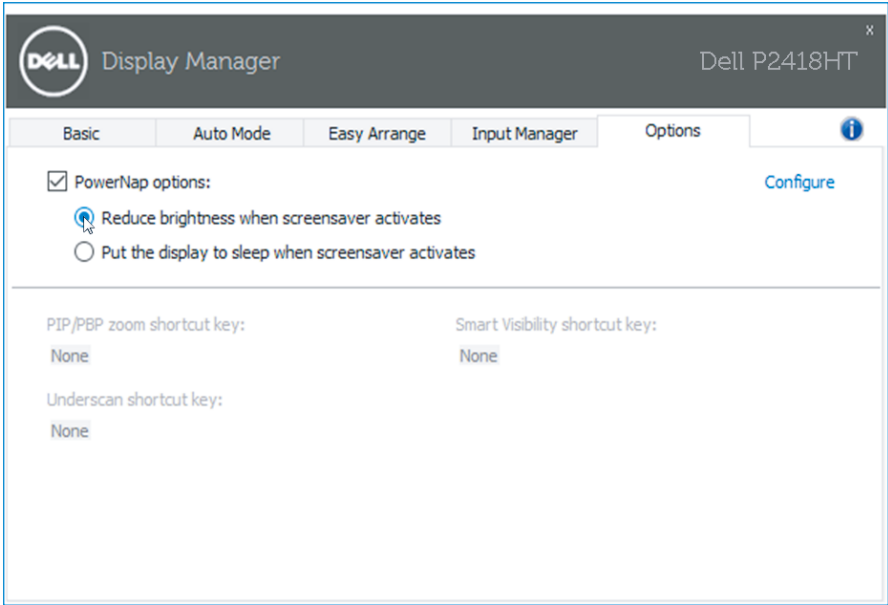 x
DELL Display Manager Dell P2418HT
Basic Auto Mode Easy Arrange Input Manager Options i
PowerNap options: Configure
Reduce brightness when screensaver activates
Put the display to sleep when screensaver activates
PIP/PBP zoom shortcut key: Smart Visibility shortcut key:
None None
Underscan shortcut key:
None